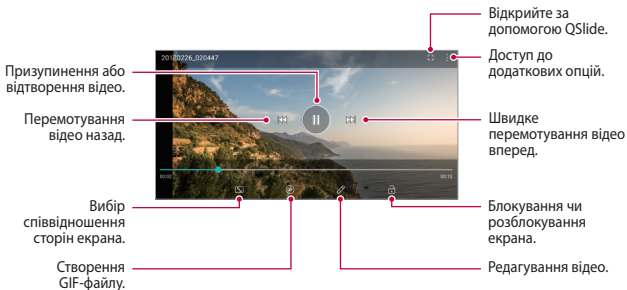 Відкрийте за
допомогою QSlide.
Доступ до
додаткових опцій.
Призупинення або
відтворення відео.
20180226_020447
Перемотування
відео назад.
Швидке
перемотування відео
вперед.
00:02
00:10
Вибір
співвідношення
сторін екрана.
Блокування чи
розблокування
екрана.
Створення
GIF-файлу.
Редагування відео.